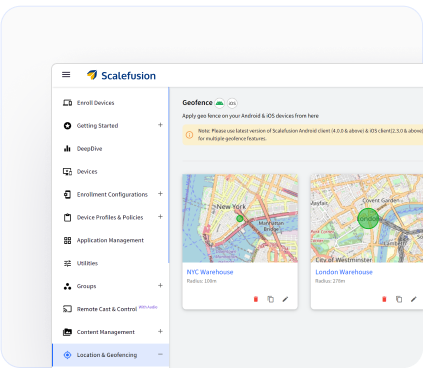 Scalefusion
Enroll Devices
Getting Started +
DeepDive
Devices
Enrollment Configurations +
Device Profiles & Policies +
Application Management
Utilities
Groups +
Remote Cast & Control With Audio
Content Management +
Location & Geofencing −
Geofence iOS
Apply geo fence on your Android & iOS devices from here
Note: Please use latest version of Scalefusion Android client (4.0.0 & above) & iOS client(2.3.0 & above)
for multiple geofence features.
New York
Manhattan
Bridge
NYC Warehouse
Radius: 100m
Mayfair
Covent Garden
London
Lambeth
City of Westminster
London Warehouse